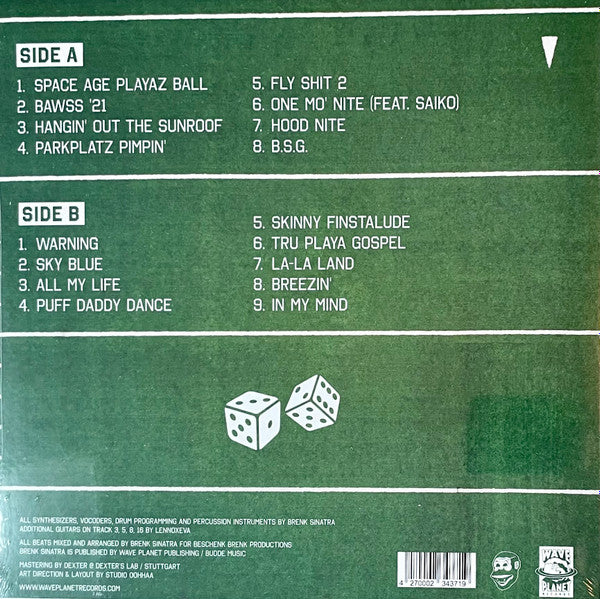 SIDE A
1. SPACE AGE PLAYAZ BALL
2. BAWSS '21
3. HANGIN' OUT THE SUNROOF
4. PARKPLATZ PIMPIN'
5. FLY SHIT 2
6. ONE MO' NITE (FEAT. SAIKO)
7. HOOD NITE
8. B.S.G.
SIDE B
1. WARNING
2. SKY BLUE
3. ALL MY LIFE
4. PUFF DADDY DANCE
5. SKINNY FINSTALUDE
6. TRU PLAYA GOSPEL
7. LA-LA LAND
8. BREEZIN'
9. IN MY MIND
ALL SYNTHESIZERS, VOCODERS, DRUM PROGRAMMING AND PERCUSSION INSTRUMENTS BY BRENK SINATRA
ADDITIONAL GUITARS ON TRACK 3, 5, 8, 16 BY LENNOXEVA
ALL BEATS MIXED AND ARRANGED BY BRENK SINATRA FOR BESCHENK BRENK PRODUCTIONS
BRENK SINATRA IS PUBLISHED BY WAVE PLANET PUBLISHING / BUDDE MUSIC
MASTERING BY DEXTER @ DEXTER'S LAB / STUTTGART
ART DIRECTION & LAYOUT BY STUDIO OOHHAA
WWW.WAVEPLANETRECORDS.COM
4 270002 343719
WAVE
PLANET
RECORDS